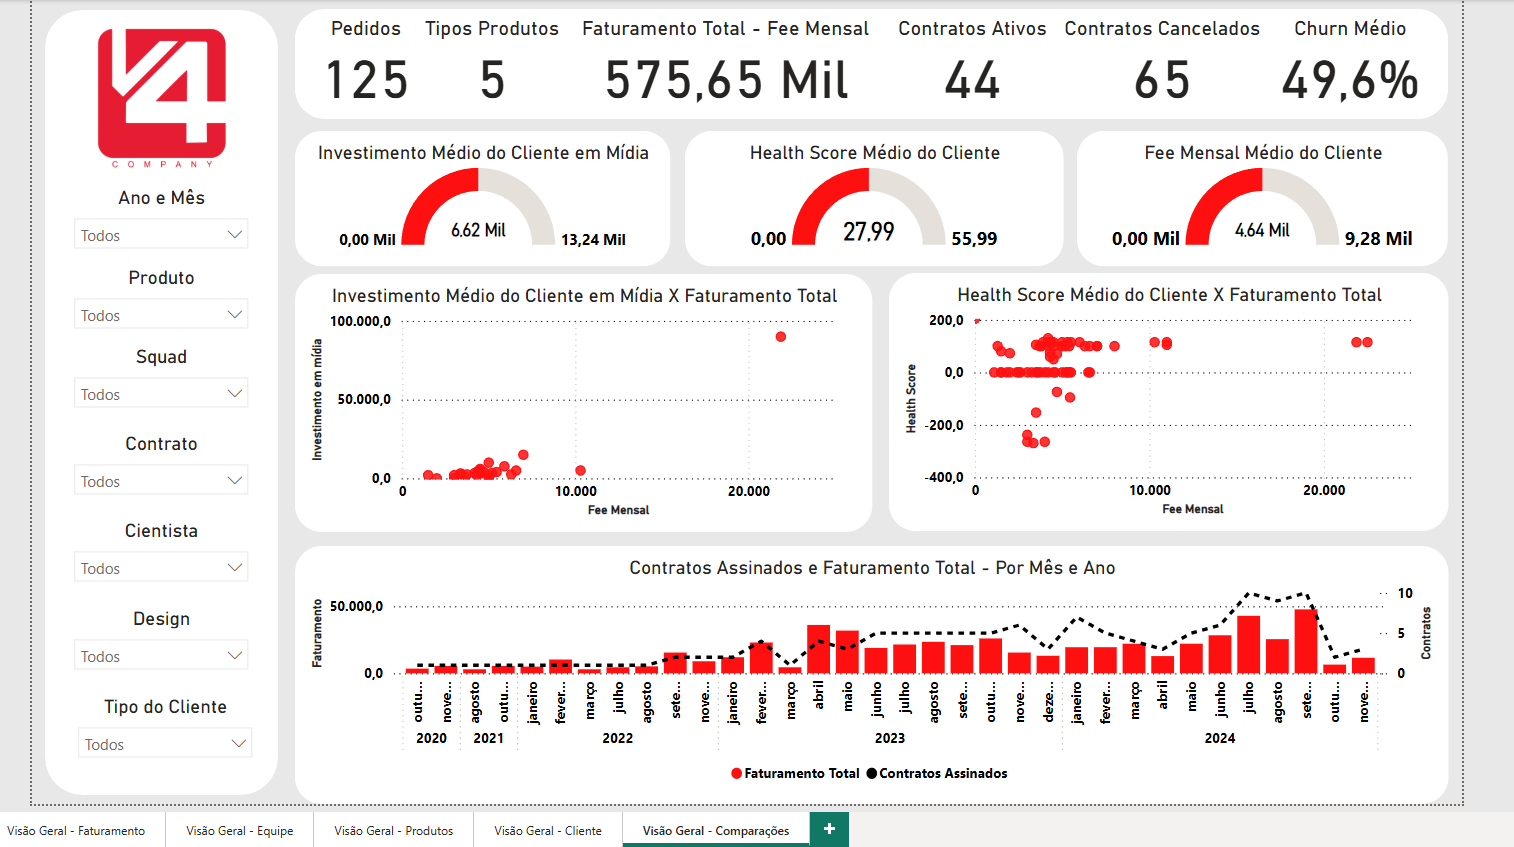 V4
COMPANY
Ano e Mês
Todos
Produto
Todos
Squad
Todos
Contrato
Todos
Cientista
Todos
Design
Todos
Tipo do Cliente
Todos
Pedidos
125
Tipos Produtos
5
Faturamento Total - Fee Mensal
575,65 Mil
Contratos Ativos
44
Contratos Cancelados
65
Churn Médio
49,6%
Investimento Médio do Cliente em Mídia
0,00 Mil
6,62 Mil
13,24 Mil
Health Score Médio do Cliente
0,00
27,99
55,99
Fee Mensal Médio do Cliente
0,00 Mil
4,64 Mil
9,28 Mil
Investimento Médio do Cliente em Mídia X Faturamento Total
Investimento em mídia
100.000,0
50.000,0
0,0
0
10.000
20.000
Fee Mensal
Health Score Médio do Cliente X Faturamento Total
Health Score
200,0
0,0
-200,0
-400,0
0
10.000
20.000
Fee Mensal
Contratos Assinados e Faturamento Total - Por Mês e Ano
Faturamento
50.000,0
0,0
Contratos
10
5
0
outu...
nove...
agosto
outu...
janeiro
fever...
março
julho
agosto
sete...
nove...
janeiro
fever...
março
abril
maio
junho
julho
agosto
sete...
outu...
nove...
deze...
janeiro
fever...
março
abril
maio
junho
julho
agosto
sete...
outu...
nove...
2020
2021
2022
2023
2024
Faturamento Total
Contratos Assinados
Visão Geral - Faturamento
Visão Geral - Equipe
Visão Geral - Produtos
Visão Geral - Cliente
Visão Geral - Comparações
+